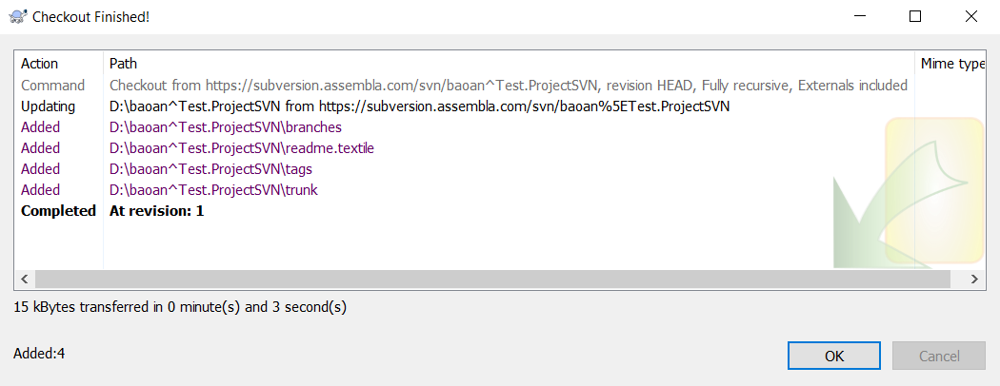 Checkout Finished!
Action Path Mime type
Command Checkout from https://subversion.assembla.com/svn/baoan^Test.ProjectSVN, revision HEAD, Fully recursive, Externals included
Updating D:\baoan^Test.ProjectSVN from https://subversion.assembla.com/svn/baoan%5ETest.ProjectSVN
Added D:\baoan^Test.ProjectSVN\branches
Added D:\baoan^Test.ProjectSVN\readme.textile
Added D:\baoan^Test.ProjectSVN\tags
Added D:\baoan^Test.ProjectSVN\trunk
Completed At revision: 1
15 kBytes transferred in 0 minute(s) and 3 second(s)
Added:4
OK Cancel